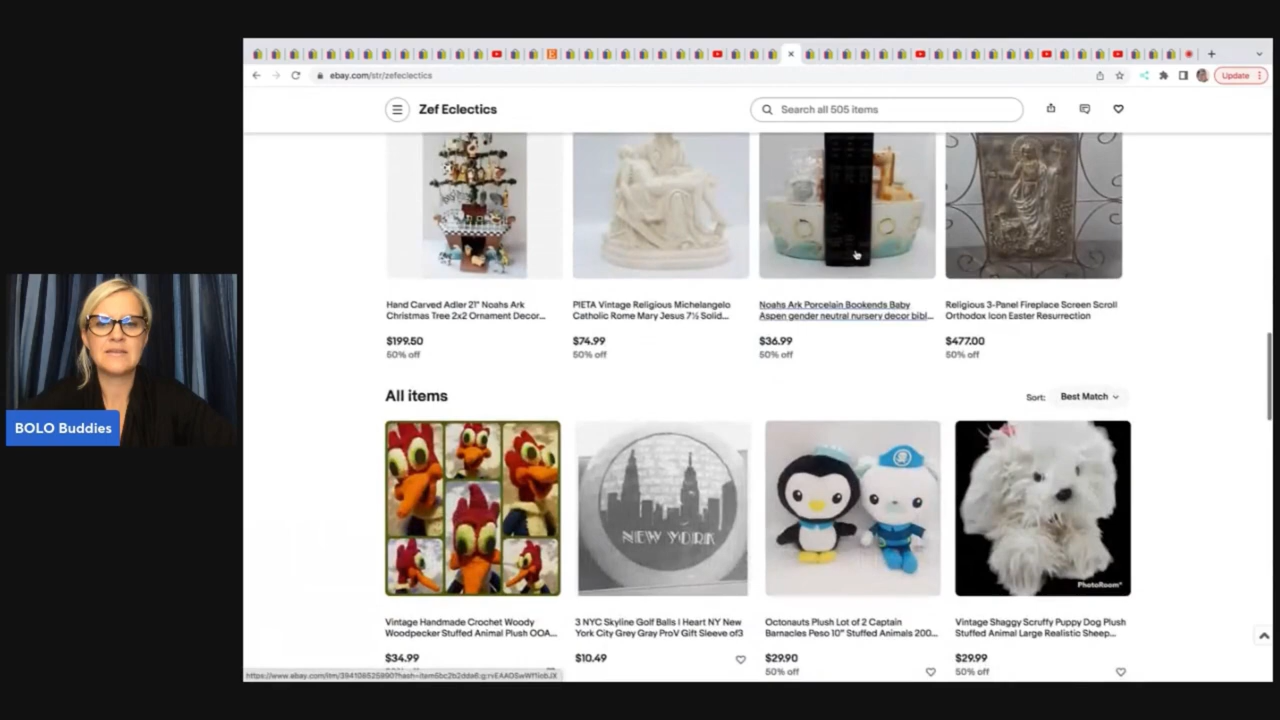 ebay.com/str/zefeclectics
Update
Zef Eclectics
Search all 505 items
Hand Carved Adler 21" Noahs Ark
Christmas Tree 2x2 Ornament Decor...
$199.50
50% off
PIETA Vintage Religious Michelangelo
Catholic Rome Mary Jesus 7½ Solid...
$74.99
50% off
Noahs Ark Porcelain Bookends Baby
Aspen gender neutral nursery decor bibl...
$36.99
50% off
Religious 3-Panel Fireplace Screen Scroll
Orthodox Icon Easter Resurrection
$477.00
50% off
BOLO Buddies
All items
Sort: Best Match
NEW YORK
PhotoRoom
Vintage Handmade Crochet Woody
Woodpecker Stuffed Animal Plush OOA...
$34.99
3 NYC Skyline Golf Balls I Heart NY New
York City Grey Gray ProV Gift Sleeve of3
$10.49
Octonauts Plush Lot of 2 Captain
Barnacles Peso 10" Stuffed Animals 200...
$29.90
50% off
Vintage Shaggy Scruffy Puppy Dog Plush
Stuffed Animal Large Realistic Sheep...
$29.99
50% off